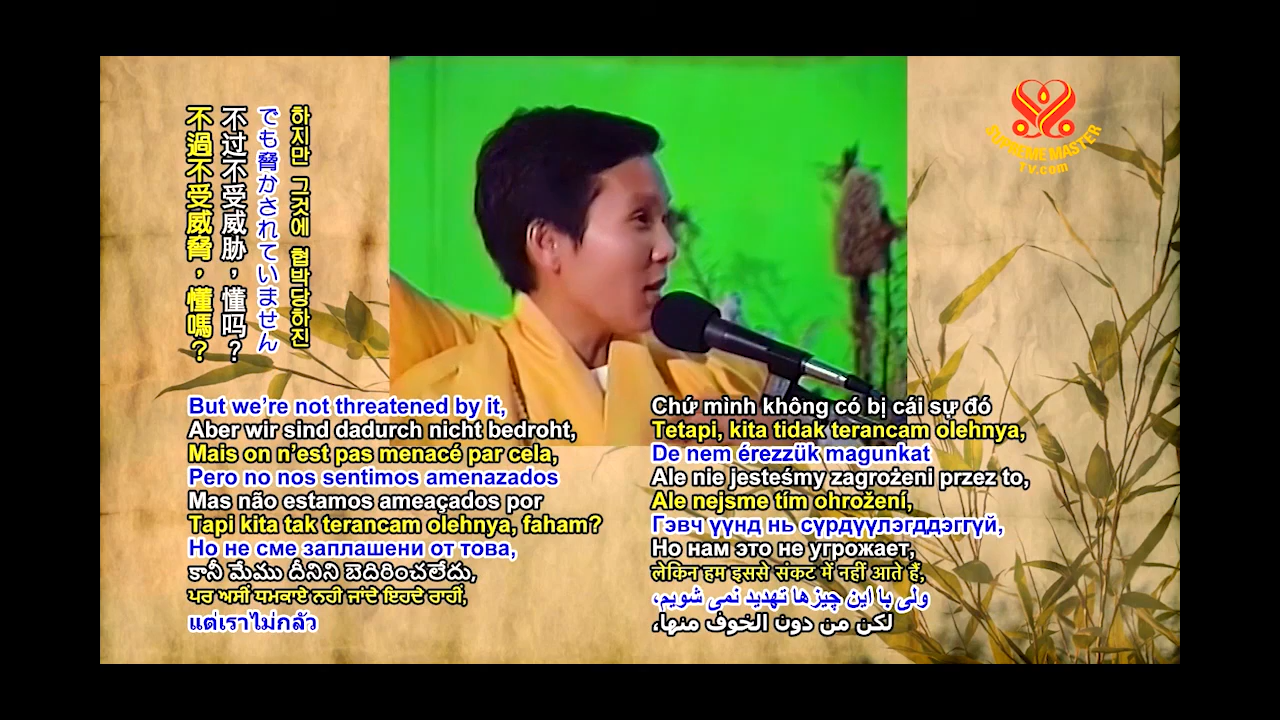 不過不受威脅，懂嗎？
不过不受威胁，懂吗？
でも脅かされていません
하지만 그것에 협박당하진
SUPREME MASTER
TV.com
But we're not threatened by it,
Aber wir sind dadurch nicht bedroht,
Mais on n'est pas menacé par cela,
Pero no nos sentimos amenazados
Mas não estamos ameaçados por
Tapi kita tak terancam olehnya, faham?
Но не сме заплашени от това,
కానీ మేము దీనిని బెదిరించలేదు,
ਪਰ ਅਸੀਂ ਧਮਕਾਏ ਨਹੀ ਜਾਂਦੇ ਇਹਦੇ ਰਾਹੀਂ,
แต่เราไม่กลัว
Chứ mình không có bị cái sự đó
Tetapi, kita tidak terancam olehnya,
De nem érezzük magunkat
Ale nie jesteśmy zagrożeni przez to,
Ale nejsme tím ohrožení,
Гэвч үүнд нь сүрдүүлэгддэггүй,
Но нам это не угрожает,
लेकिन हम इससे संकट में नहीं आते हैं,
ولی با این چیزها تهدید نمی شویم،
لكن من دون الخوف منها،